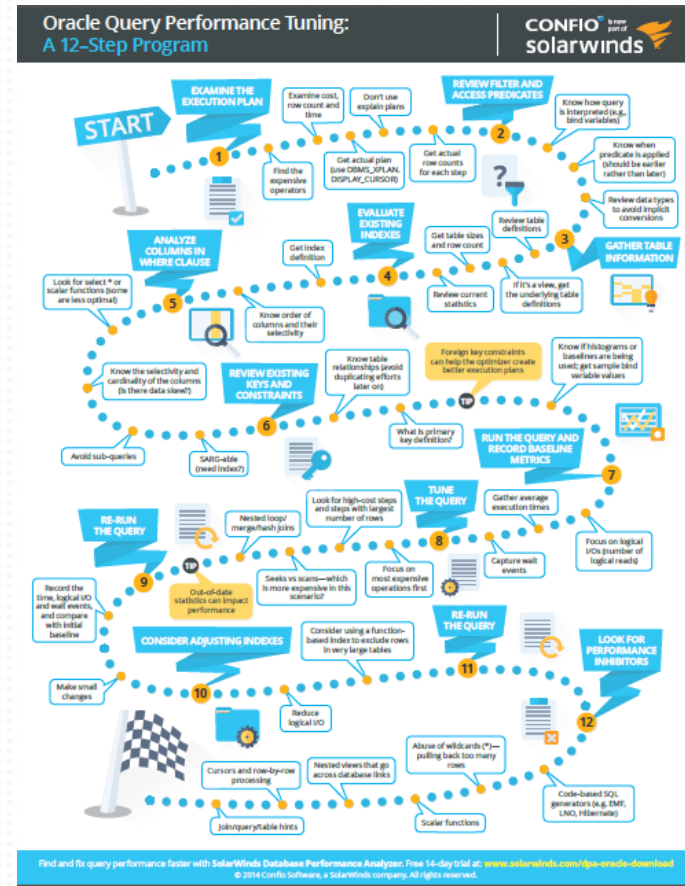 Oracle Query Performance Tuning:
A 12–Step Program
CONFIO
is now
part of
solarwinds
START
EXAMINE THE
EXECUTION PLAN
1
Find the
expensive
operators
Examine cost,
row count and
time
Get actual plan
(use DBMS_XPLAN.
DISPLAY_CURSOR)
Don't use
explain plans
Get actual
row counts
for each step
REVIEW FILTER AND
ACCESS PREDICATES
2
Know how query
is interpreted (e.g.,
bind variables)
Know when
predicate is applied
(should be earlier
rather than later)
Review data types
to avoid implicit
conversions
3
GATHER TABLE
INFORMATION
Review table
definitions
If it's a view, get
the underlying table
definitions
Get table sizes
and row count
Review current
statistics
EVALUATE
EXISTING
INDEXES
4
Get index
definition
Know order of
columns and their
selectivity
ANALYZE
COLUMNS IN
WHERE CLAUSE
5
Look for select * or
scalar functions (some
are less optimal)
Know the selectivity and
cardinality of the columns
(is there data skew?)
Avoid sub-queries
SARG-able
(need index?)
REVIEW EXISTING
KEYS AND
CONSTRAINTS
6
Know table
relationships (avoid
duplicating efforts
later on)
What is primary
key definition?
Foreign key constraints
can help the optimizer create
better execution plans
TIP
Know if histograms or
baselines are being
used; get sample bind
variable values
RUN THE QUERY AND
RECORD BASELINE
METRICS
7
Focus on logical
I/Os (number of
logical reads)
Gather average
execution times
Capture wait
events
TUNE
THE QUERY
8
Focus on
most expensive
operations first
Look for high-cost steps
and steps with largest
number of rows
Seeks vs scans—which
is more expensive in this
scenario?
Nested loop/
merge/hash joins
TIP
Out-of-date
statistics can impact
performance
RE-RUN
THE QUERY
9
Record the
time, logical I/O
and wait events,
and compare
with initial
baseline
Make small
changes
CONSIDER ADJUSTING INDEXES
10
Reduce
logical I/O
Consider using a function-
based index to exclude rows
in very large tables
RE-RUN
THE QUERY
11
LOOK FOR
PERFORMANCE
INHIBITORS
12
Code-based SQL
generators (e.g. EMF,
LNO, Hibernate)
Abuse of wildcards (*)—
pulling back too many
rows
Scalar functions
Nested views that go
across database links
Cursors and row-by-row
processing
Join/query/table hints
Find and fix query performance faster with SolarWinds Database Performance Analyzer. Free 14-day trial at: www.solarwinds.com/dpa-oracle-download
© 2014 Confio Software, a SolarWinds company. All rights reserved.